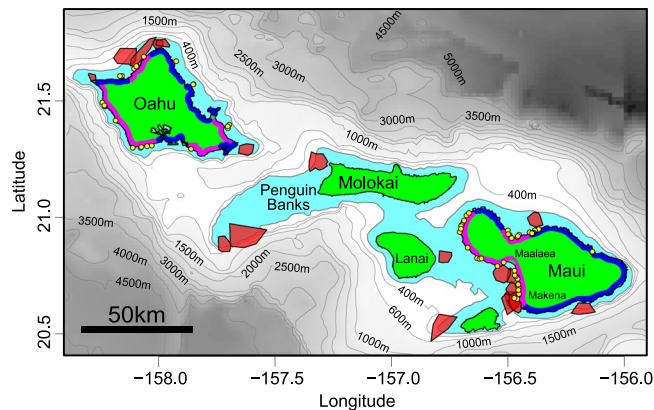 1500m
400m
2500m
3000m
4500m
5000m
3000m
3500m
1000m
400m
Oahu
Molokai
Penguin
Banks
Lanai
Maalaea
Maui
Makena
3500m
4000m
4500m
1500m
3000m
2000m
2500m
400m
600m
1000m
1000m
1500m
50km
Latitude
21.5
21.0
20.5
−158.0
−157.5
−157.0
−156.5
−156.0
Longitude